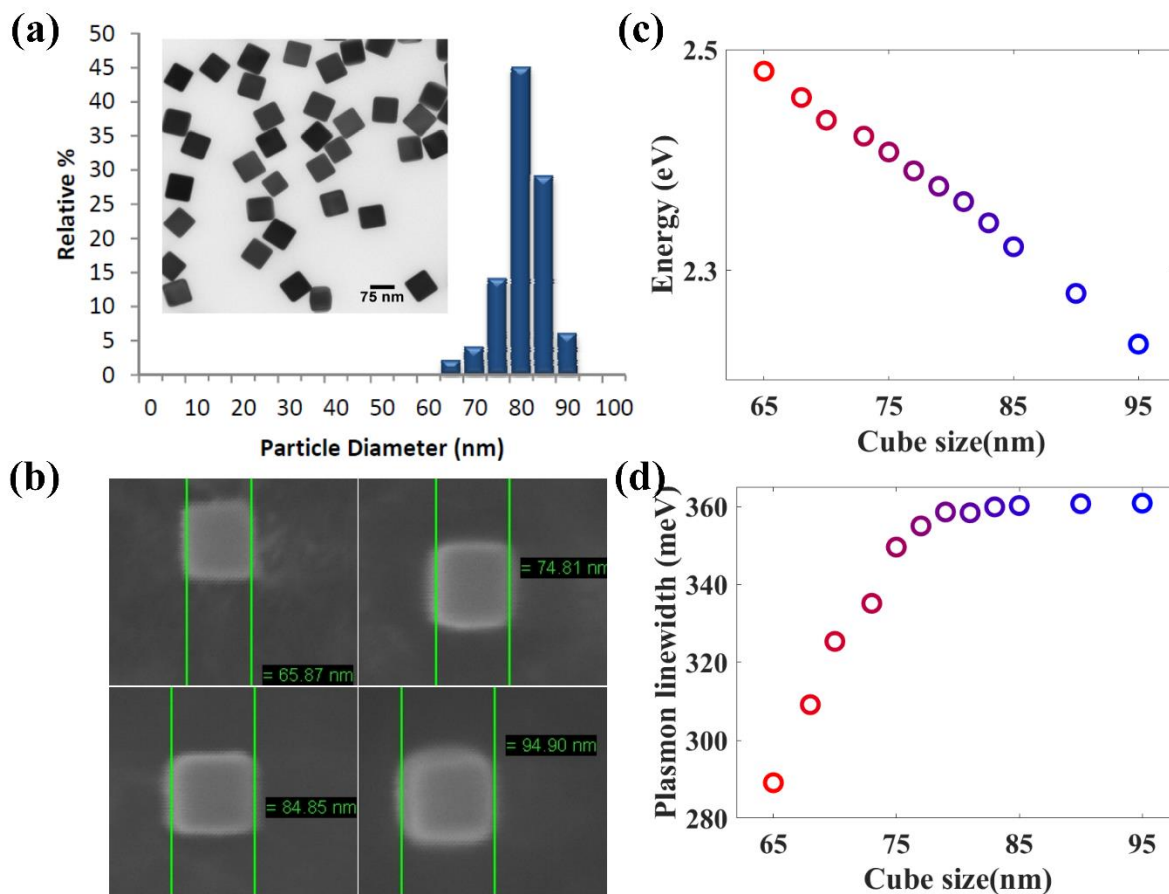 (a)
50
45
40
35
30
25
20
15
10
5
0
Relative %
75 nm
0 10 20 30 40 50 60 70 80 90 100
Particle Diameter (nm)
(b)
= 65.87 nm
= 74.81 nm
= 84.85 nm
= 94.90 nm
(c)
2.5
2.3
Energy (eV)
65 75 85 95
Cube size(nm)
(d)
360
340
320
290
280
Plasmon linewidth (meV)
65 75 85 95
Cube size(nm)